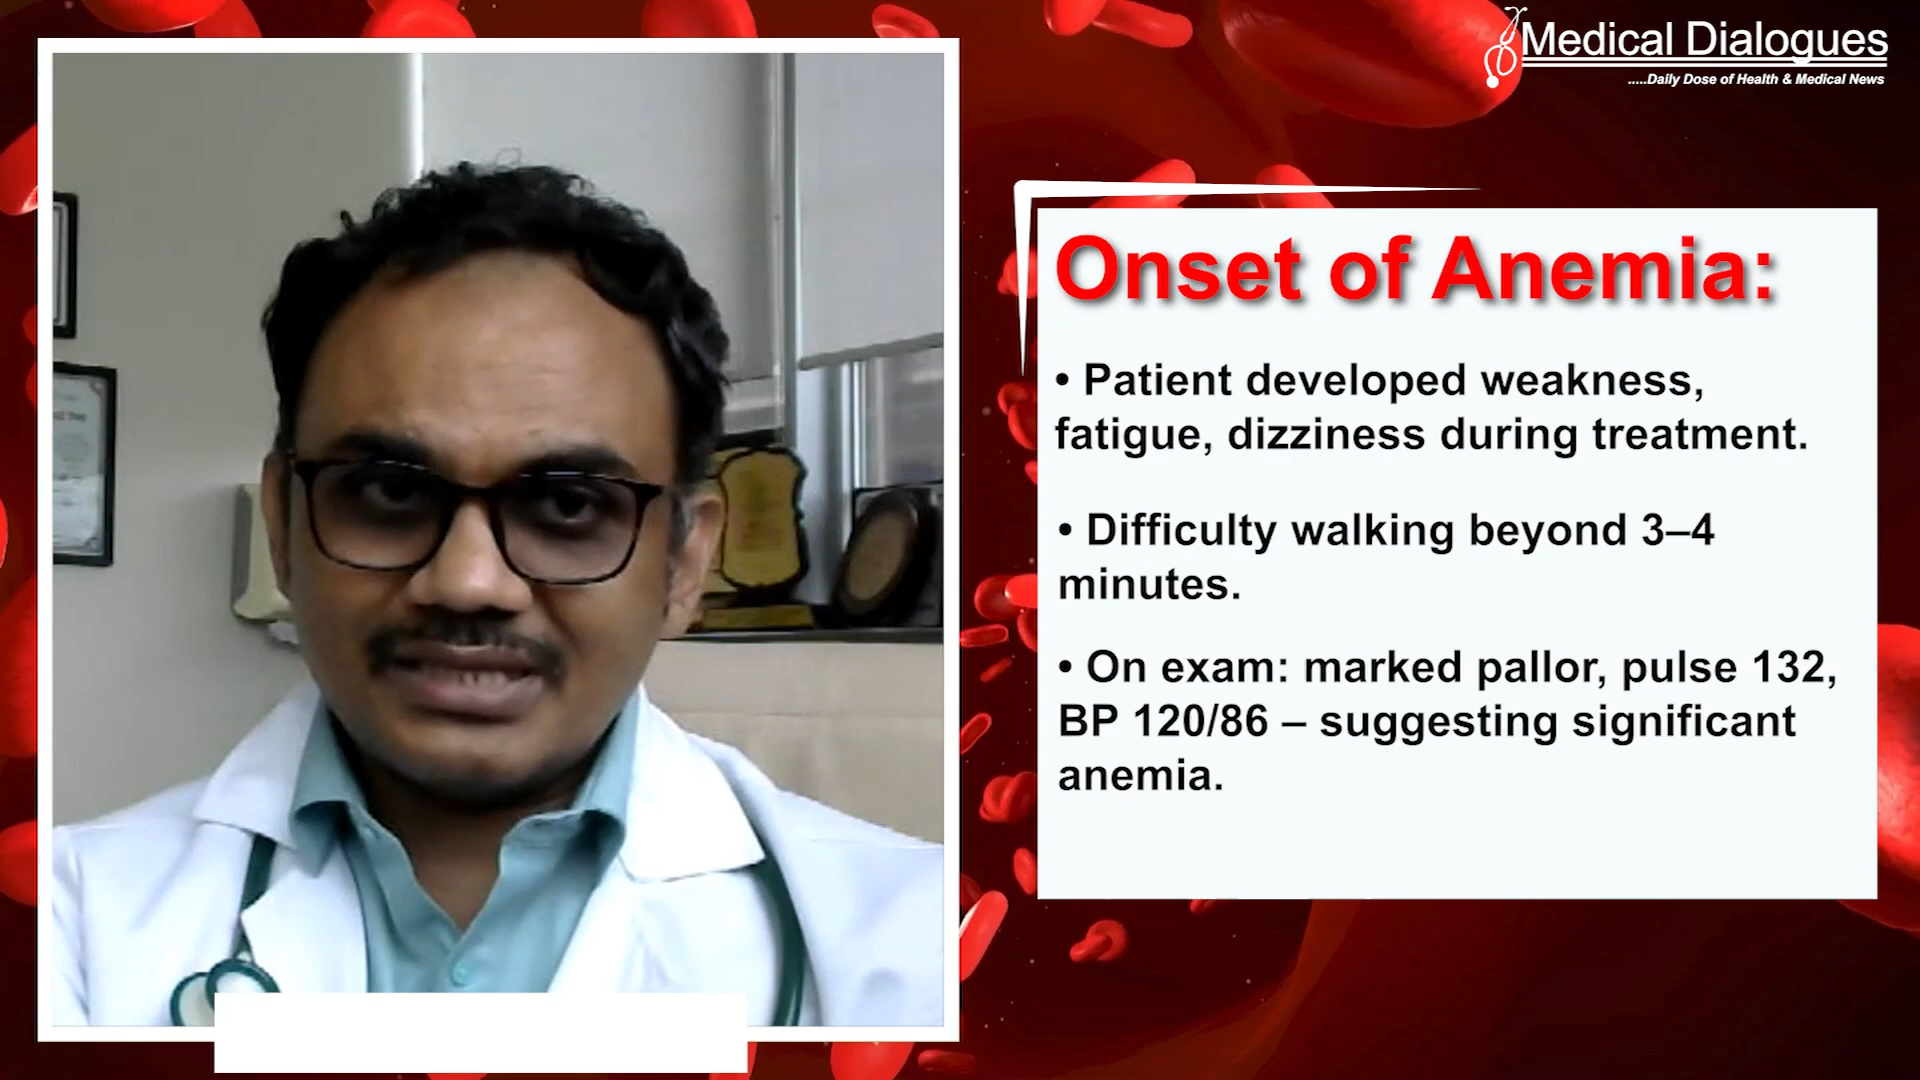 Medical Dialogues
.....Daily Dose of Health & Medical News
Onset of Anemia:
• Patient developed weakness,
fatigue, dizziness during treatment.
• Difficulty walking beyond 3–4
minutes.
• On exam: marked pallor, pulse 132,
BP 120/86 – suggesting significant
anemia.